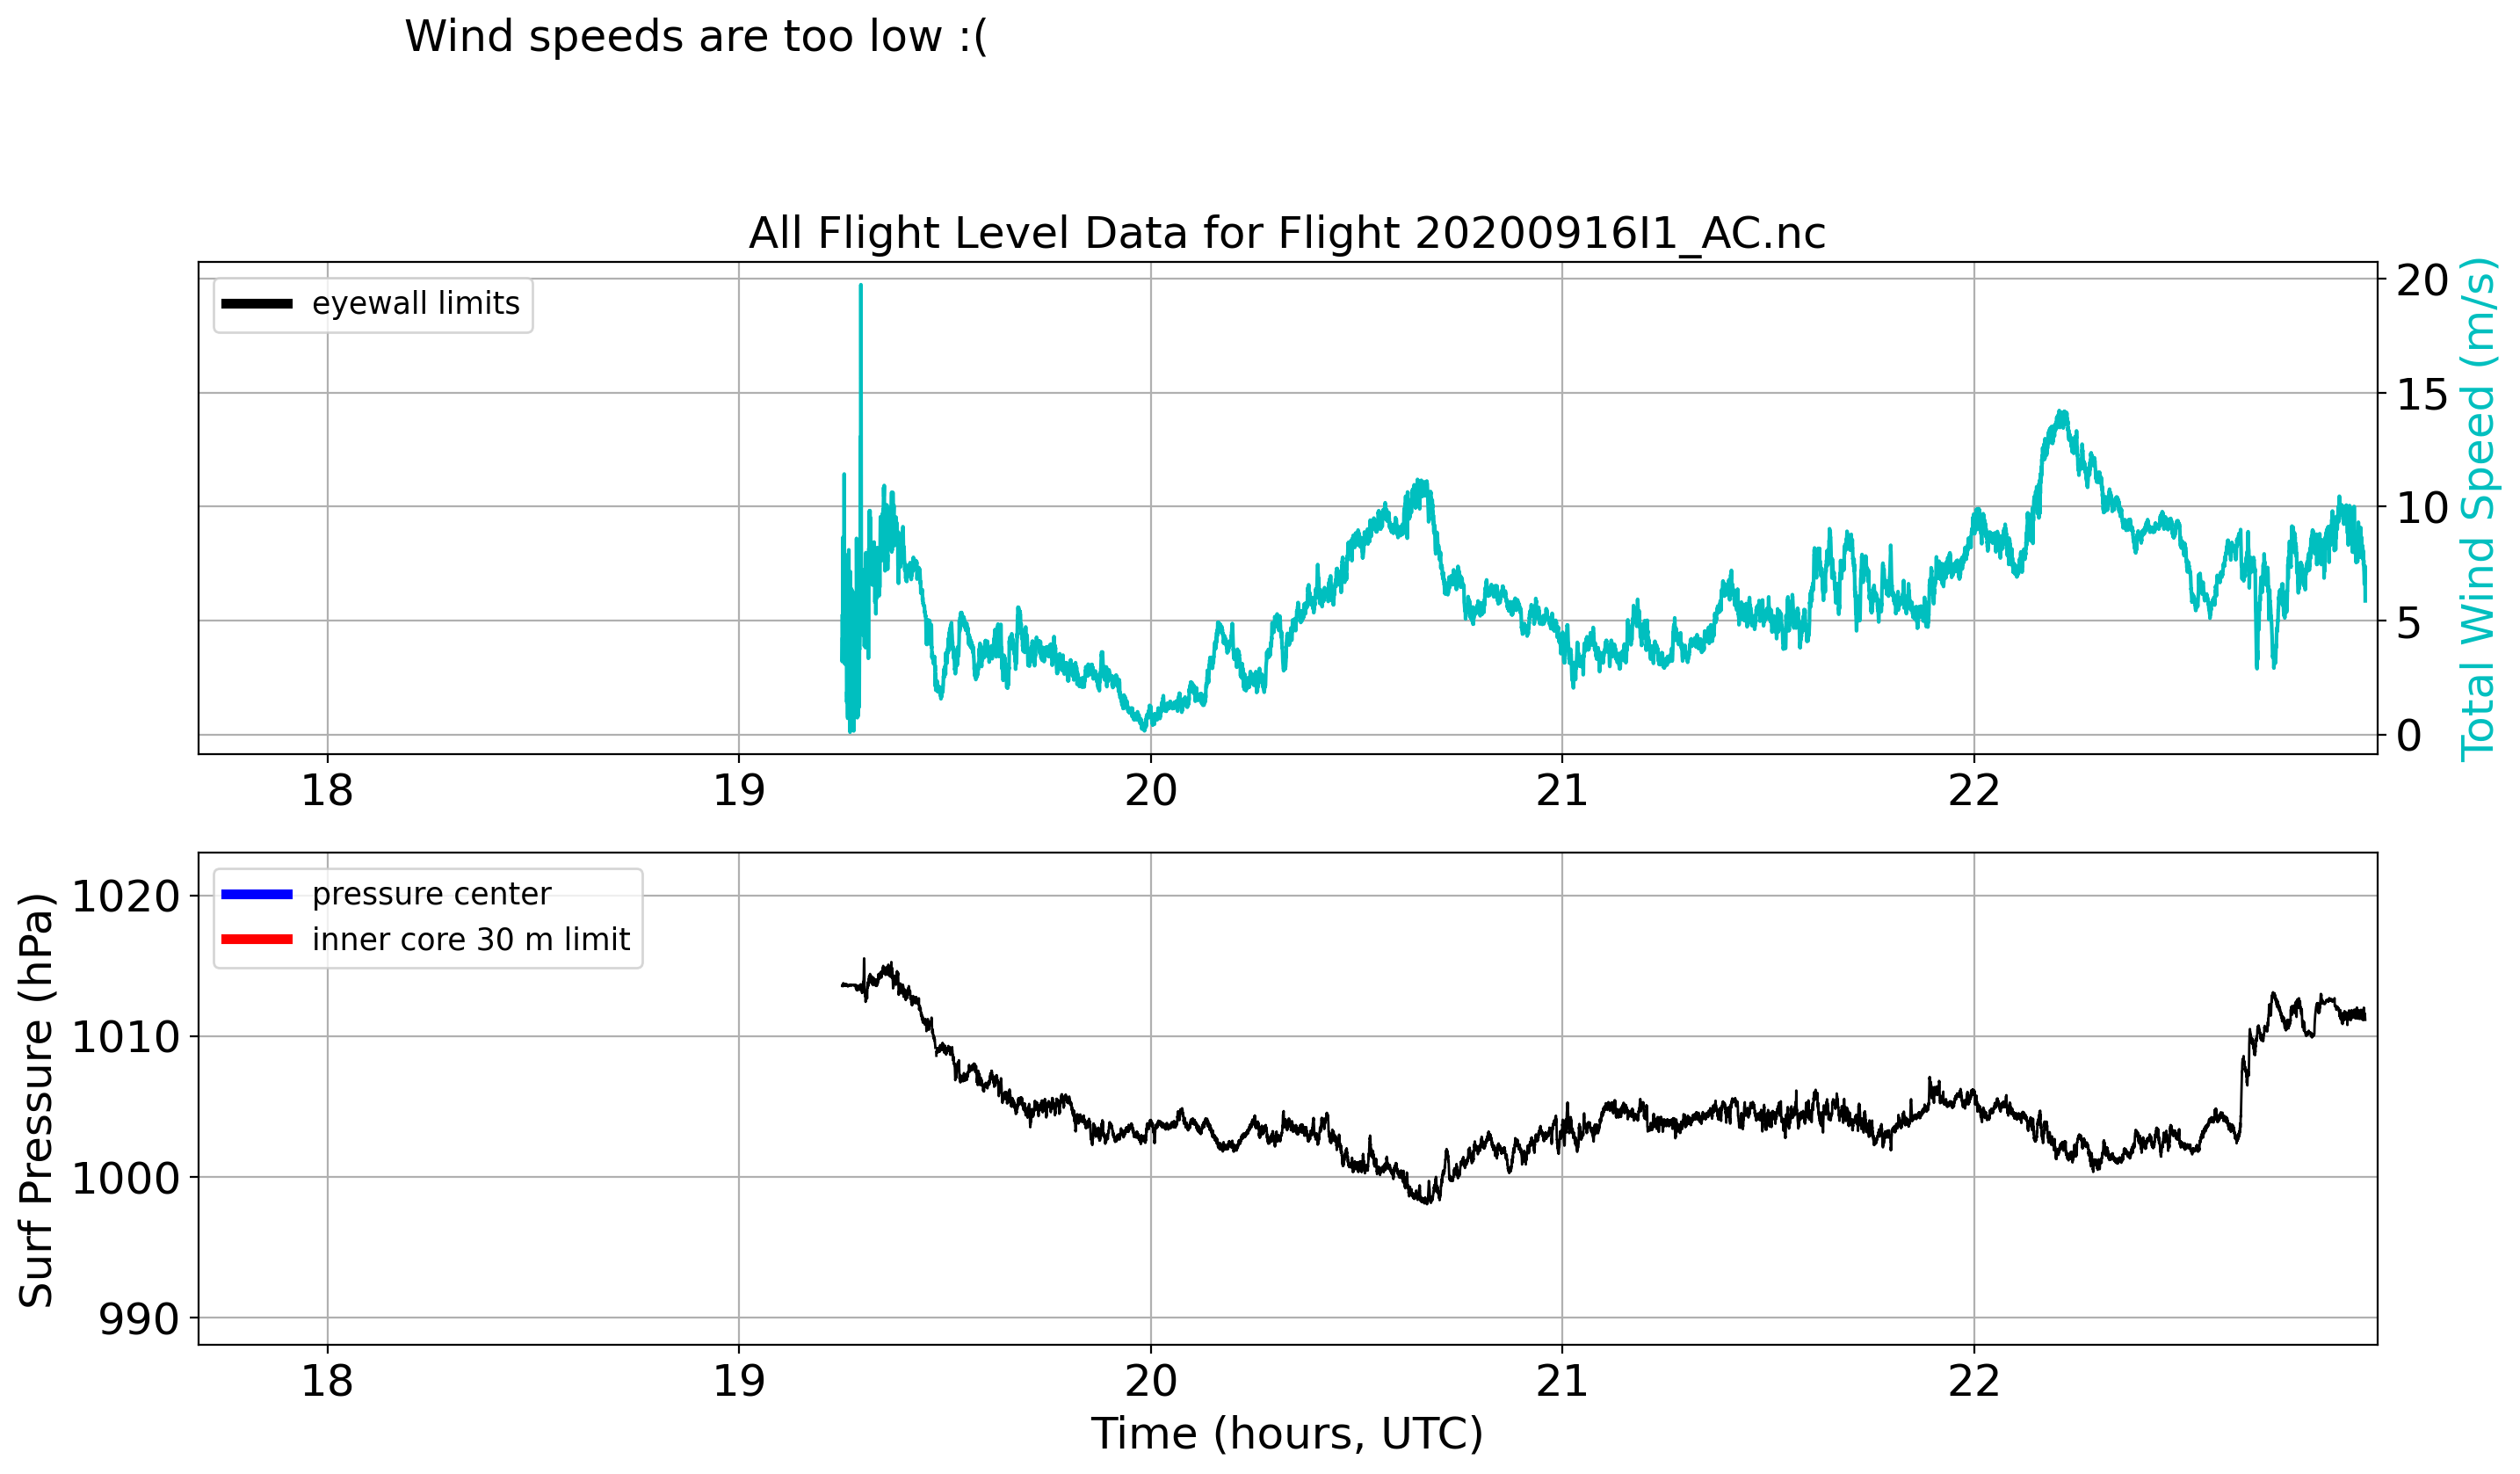 Wind speeds are too low :(
All Flight Level Data for Flight 20200916I1_AC.nc
eyewall limits
20
15
10
5
0
Total Wind Speed (m/s)
18 19 20 21 22
pressure center
inner core 30 m limit
1020
1010
1000
990
Surf Pressure (hPa)
18 19 20 21 22
Time (hours, UTC)